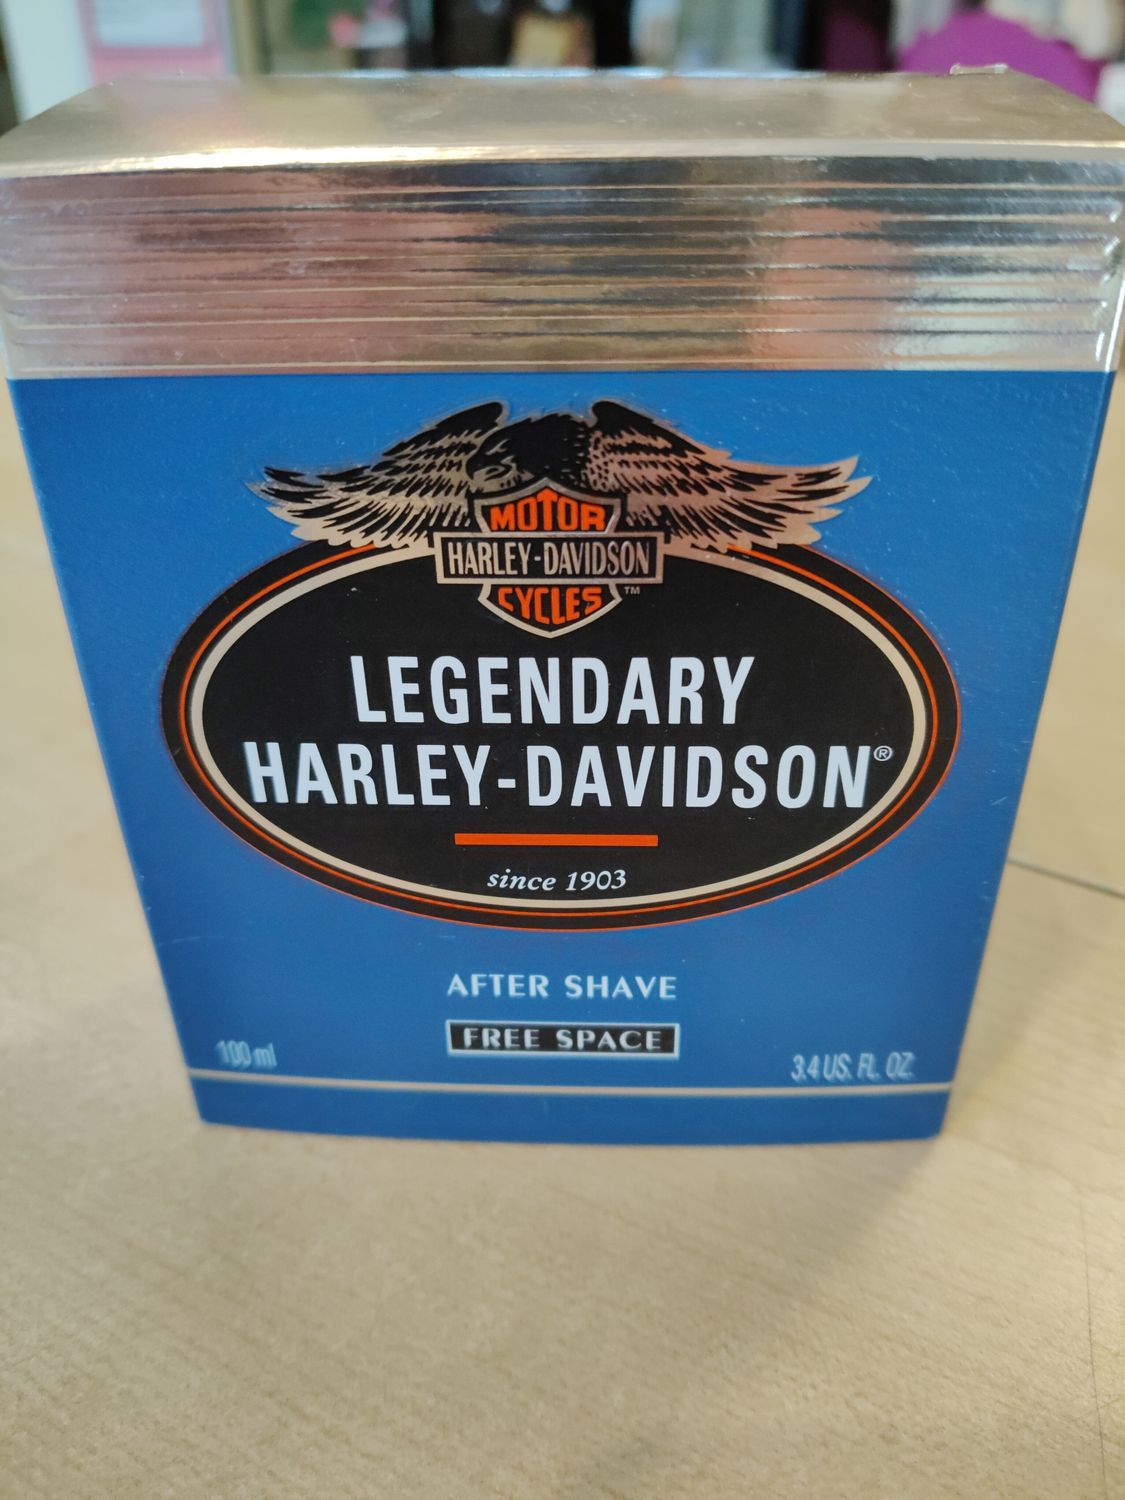 MOTOR
HARLEY-DAVIDSON
CYCLES ™
LEGENDARY
HARLEY-DAVIDSON®
since 1903
AFTER SHAVE
FREE SPACE
100 ml
3.4 US. FL. OZ.